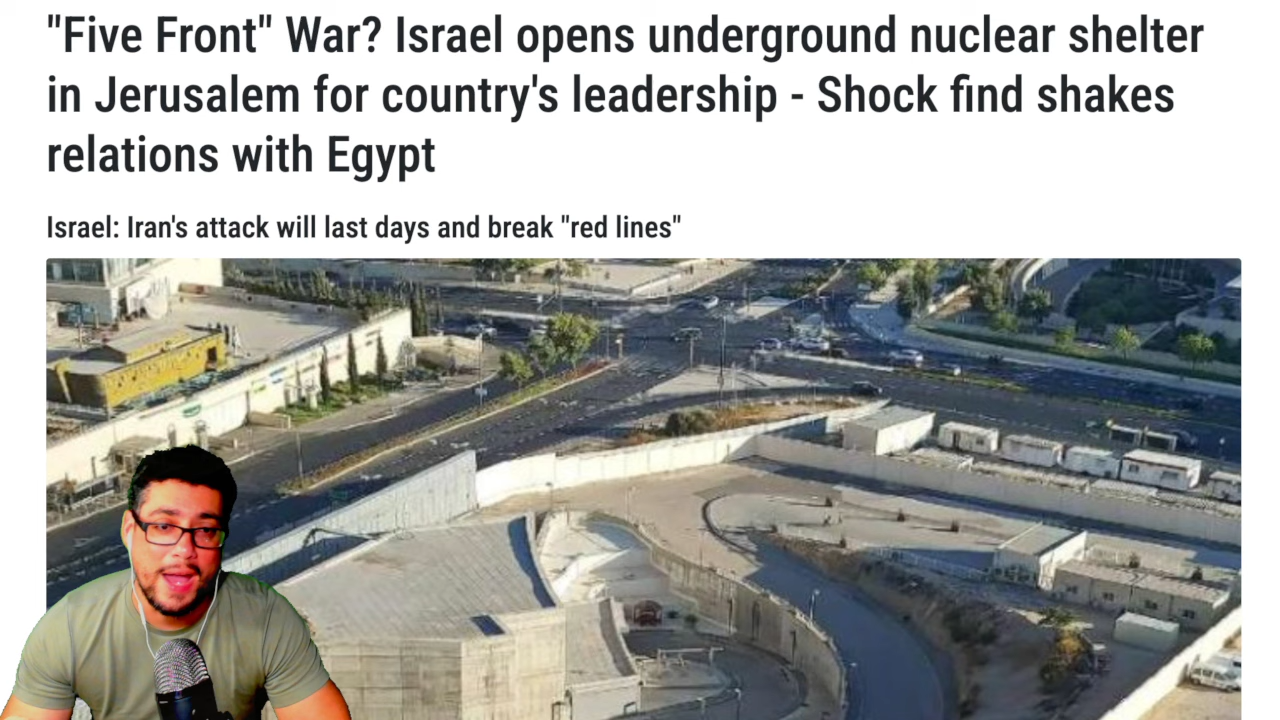 "Five Front" War? Israel opens underground nuclear shelter
in Jerusalem for country's leadership - Shock find shakes
relations with Egypt
Israel: Iran's attack will last days and break "red lines"